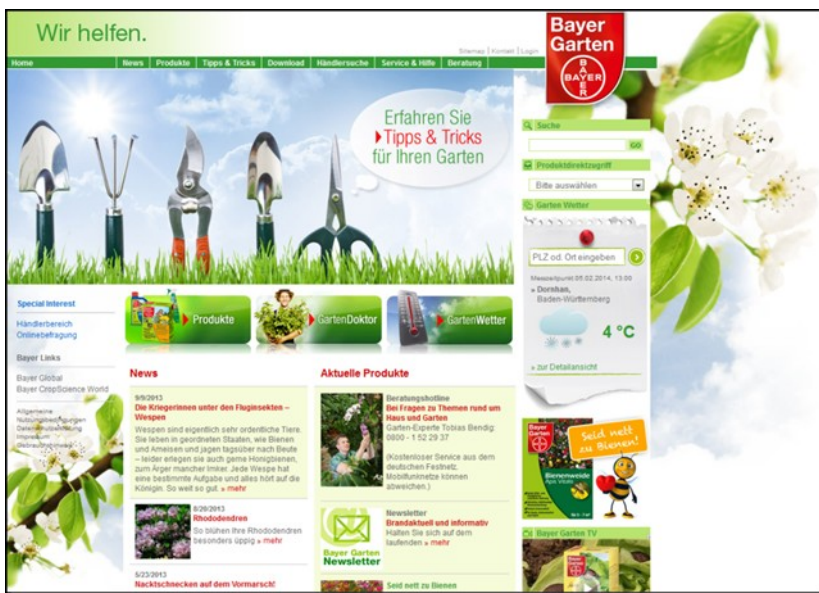 Wir helfen.
Sitemap | Kontakt | Login
Bayer
Garten
BAYER
BAYER
Home News Produkte Tipps & Tricks Download Händlersuche Service & Hilfe Beratung
Erfahren Sie
Tipps & Tricks
für Ihren Garten
Suche
GO
Produktdirektzugriff
Bitte auswählen
Garten Wetter
PLZ od. Ort eingeben
Messzeitpunkt 05.02.2014, 13:00
» Dornhan,
Baden-Württemberg
4 °C
» zur Detailansicht
Special Interest
Händlerbereich
Onlinebefragung
Bayer Links
Bayer Global
Bayer CropScience World
Allgemeine
Nutzungsbedingungen
Datenschutzerklärung
Impressum
Gebrauchshinweis
Produkte
GartenDoktor
GartenWetter
News
9/9/2013
Die Kriegerinnen unter den Fluginsekten –
Wespen
Wespen sind eigentlich sehr ordentliche Tiere.
Sie leben in geordneten Staaten, wie Bienen
und Ameisen und jagen tagsüber nach Beute
– leider erlegen sie auch gerne Honigbienen,
zum Ärger mancher Imker. Jede Wespe hat
eine bestimmte Aufgabe und alles hört auf die
Königin. So weit so gut. » mehr
8/20/2013
Rhododendren
So blühen Ihre Rhododendren
besonders üppig » mehr
5/23/2013
Nacktschnecken auf dem Vormarsch!
Aktuelle Produkte
Beratungshotline
Bei Fragen zu Themen rund um
Haus und Garten
Garten-Experte Tobias Bendig:
0800 - 1 52 29 37
(Kostenloser Service aus dem
deutschen Festnetz.
Mobilfunknetze können
abweichen.)
Bayer Garten
Newsletter
Newsletter
Brandaktuell und informativ
Halten Sie sich auf dem
laufenden » mehr
Seid nett zu Bienen
Seid nett
zu Bienen!
Bayer
Garten
Bienenweide
Bayer Garten TV